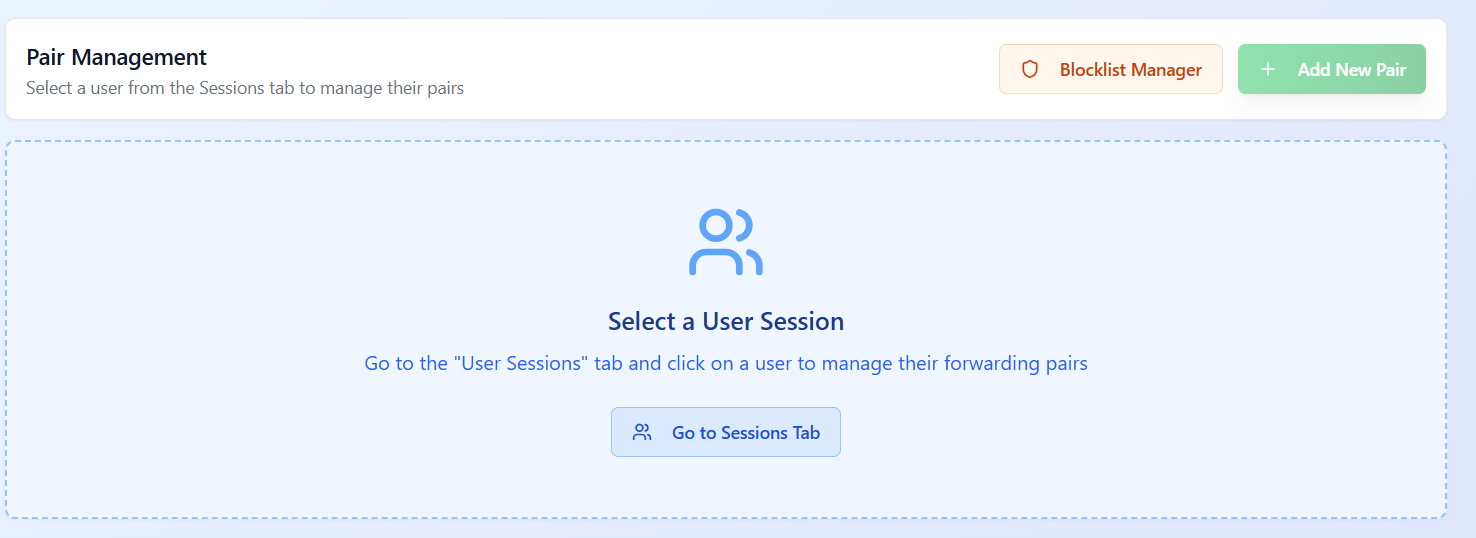 Pair Management
Select a user from the Sessions tab to manage their pairs
Blocklist Manager
Add New Pair
Select a User Session
Go to the "User Sessions" tab and click on a user to manage their forwarding pairs
Go to Sessions Tab